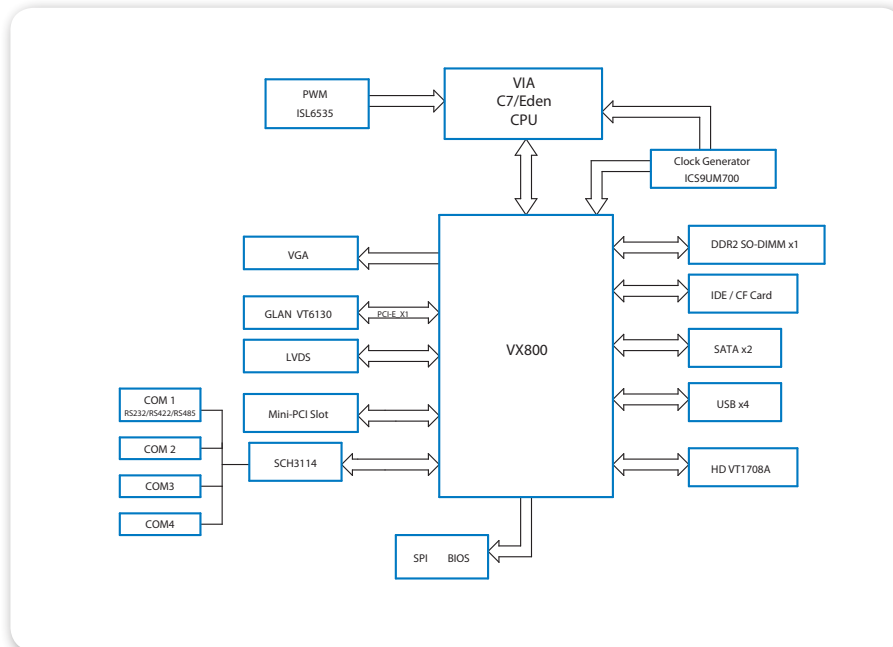 VIA
C7/Eden
CPU
PWM
ISL6535
Clock Generator
ICS9UM700
VGA
GLAN VT6130
PCI-E X1
LVDS
Mini-PCI Slot
SCH3114
COM 1
RS232/RS422/RS485
COM 2
COM3
COM4
VX800
DDR2 SO-DIMM x1
IDE / CF Card
SATA x2
USB x4
HD VT1708A
SPI BIOS